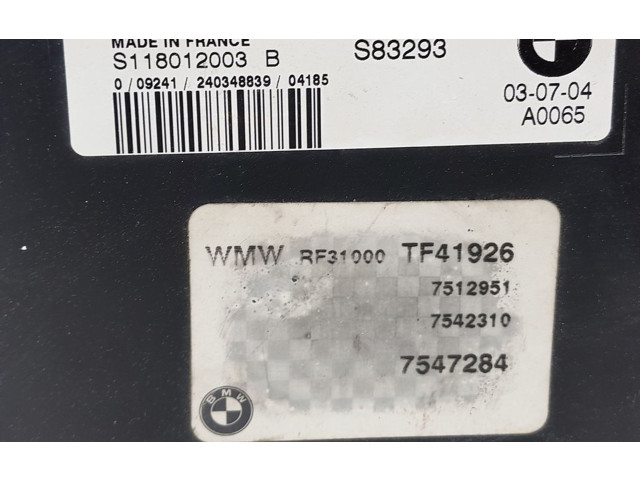 MADE IN FRANCE
S118012003 B S83293
0 / 09241 / 240348839 / 04185
03-07-04
A0065
WMW RF31000 TF41926
7512951
7542310
7547284
BMW